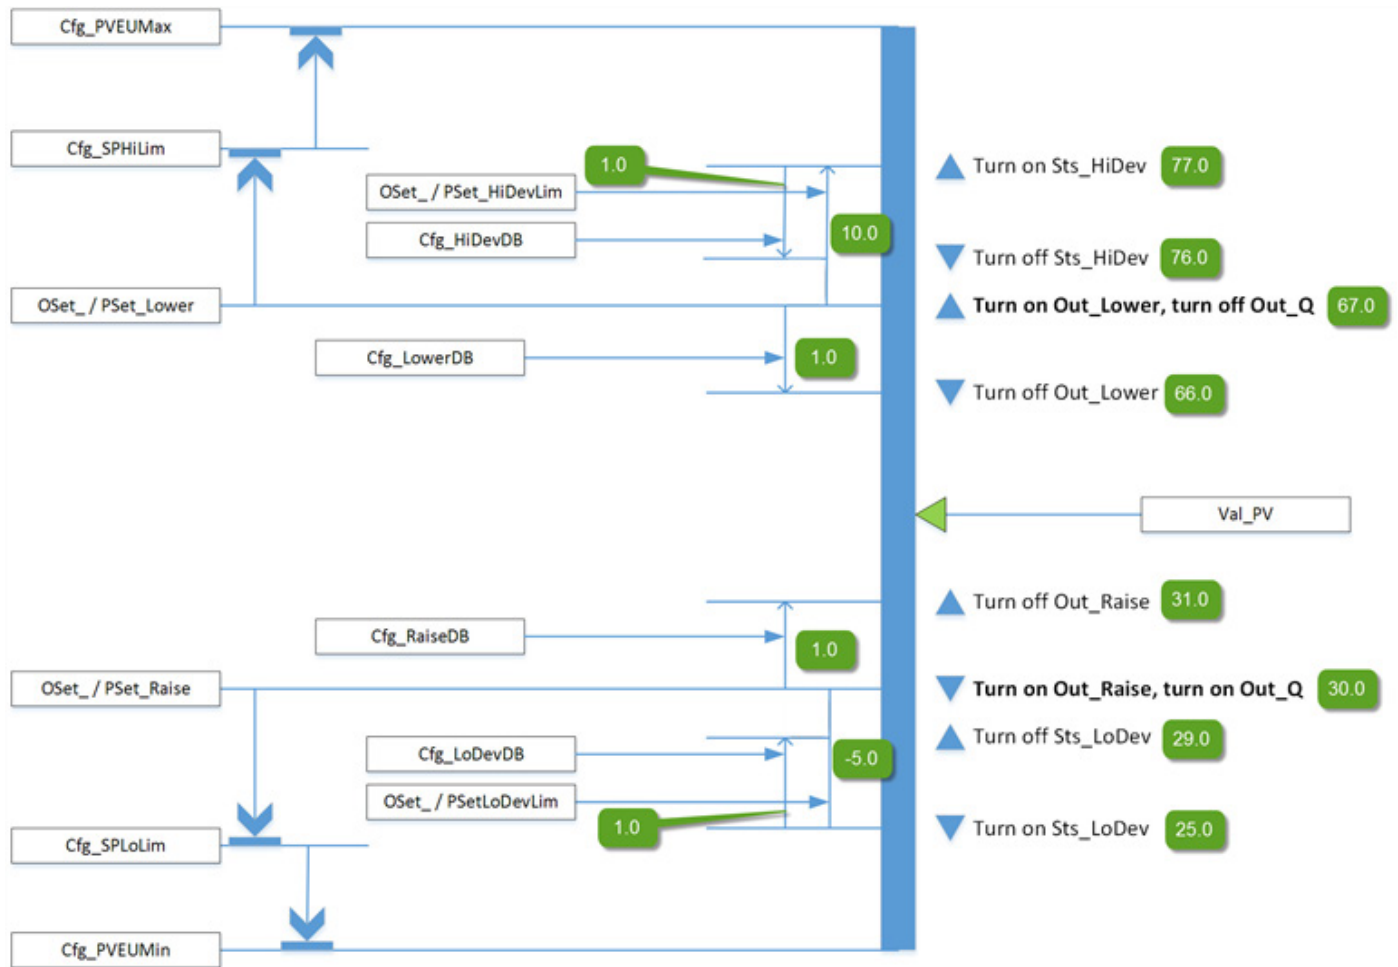 Cfg_PVEUMax
Cfg_SPHiLim
1.0
Turn on Sts_HiDev 77.0
OSet_ / PSet_HiDevLim
Cfg_HiDevDB
10.0
Turn off Sts_HiDev 76.0
OSet_ / PSet_Lower
Turn on Out_Lower, turn off Out_Q 67.0
Cfg_LowerDB
1.0
Turn off Out_Lower 66.0
Val_PV
Turn off Out_Raise 31.0
Cfg_RaiseDB
1.0
OSet_ / PSet_Raise
Turn on Out_Raise, turn on Out_Q 30.0
Cfg_LoDevDB
-5.0
Turn off Sts_LoDev 29.0
OSet_ / PSetLoDevLim
1.0
Turn on Sts_LoDev 25.0
Cfg_SPLoLim
Cfg_PVEUMin